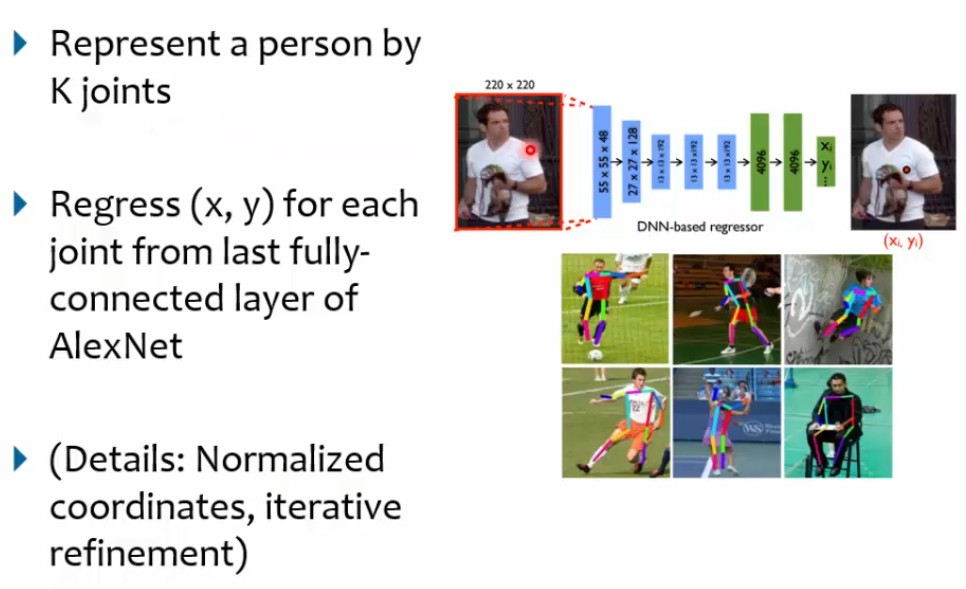 Represent a person by
K joints
Regress (x, y) for each
joint from last fully-
connected layer of
AlexNet
(Details: Normalized
coordinates, iterative
refinement)
220 x 220
55 x 55 x 48
27 x 27 x 128
13 x 13 x 192
13 x 13 x192
13 x 13 x192
4096
4096
xᵢ
yᵢ
...
DNN-based regressor
(xᵢ, yᵢ)